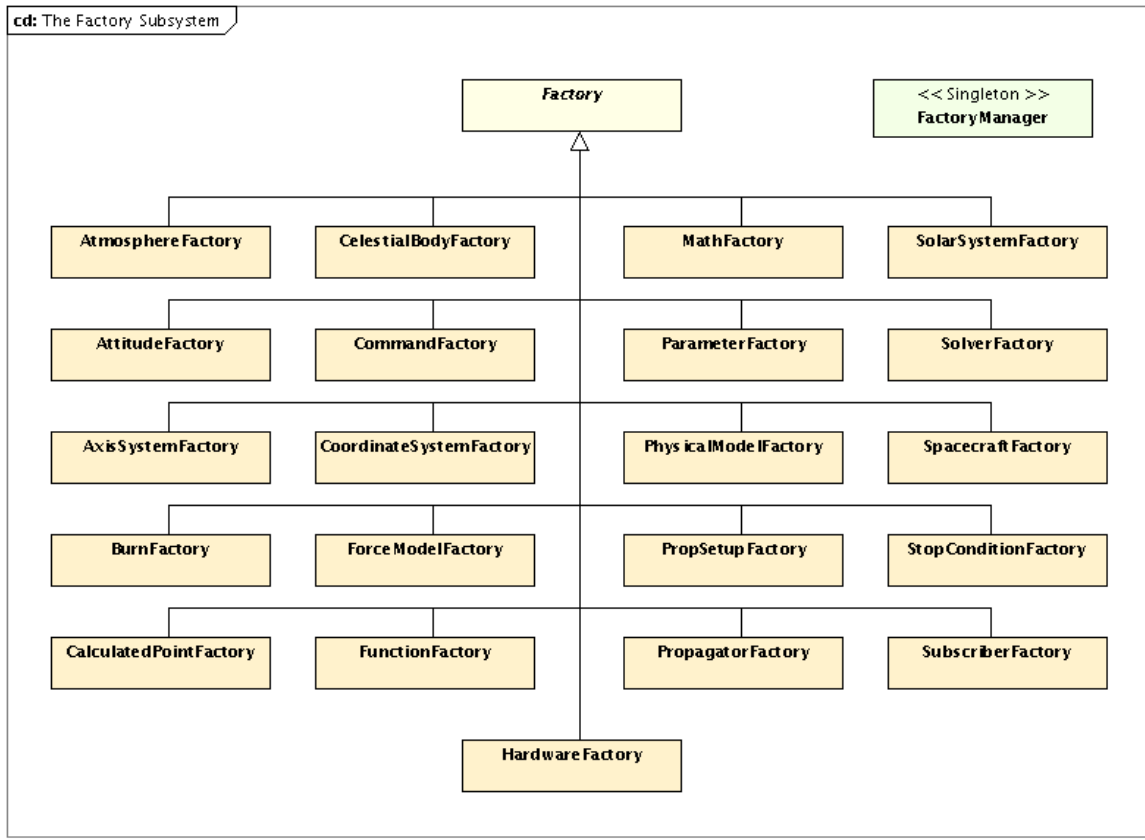 cd: The Factory Subsystem
Factory
<< Singleton >>
FactoryManager
AtmosphereFactory
CelestialBodyFactory
MathFactory
SolarSystemFactory
AttitudeFactory
CommandFactory
ParameterFactory
SolverFactory
AxisSystemFactory
CoordinateSystemFactory
PhysicalModelFactory
SpacecraftFactory
BurnFactory
ForceModelFactory
PropSetupFactory
StopConditionFactory
CalculatedPointFactory
FunctionFactory
PropagatorFactory
SubscriberFactory
HardwareFactory